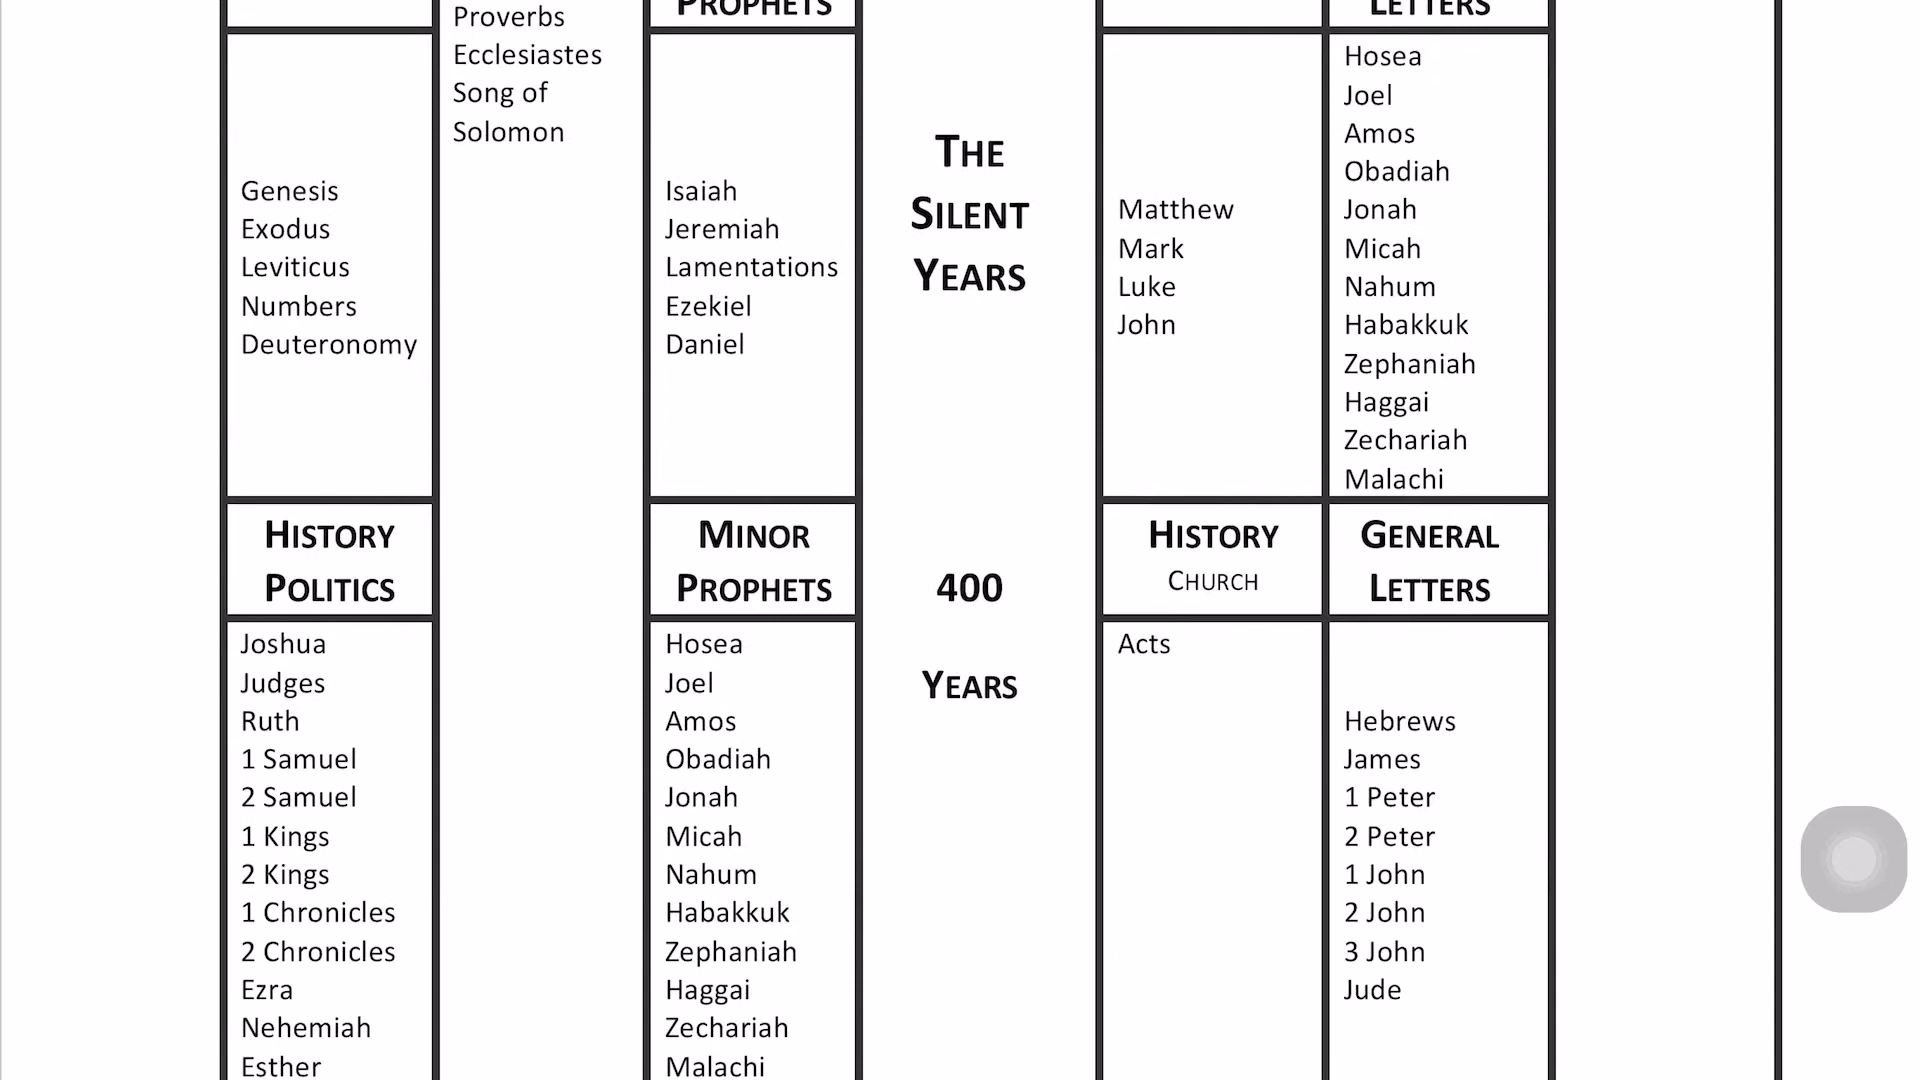 Proverbs
Ecclesiastes
Song of
Solomon
PROPHETS
LETTERS
Genesis
Exodus
Leviticus
Numbers
Deuteronomy
Isaiah
Jeremiah
Lamentations
Ezekiel
Daniel
THE
SILENT
YEARS
Matthew
Mark
Luke
John
Hosea
Joel
Amos
Obadiah
Jonah
Micah
Nahum
Habakkuk
Zephaniah
Haggai
Zechariah
Malachi
HISTORY
POLITICS
MINOR
PROPHETS
400
YEARS
HISTORY
CHURCH
GENERAL
LETTERS
Joshua
Judges
Ruth
1 Samuel
2 Samuel
1 Kings
2 Kings
1 Chronicles
2 Chronicles
Ezra
Nehemiah
Esther
Hosea
Joel
Amos
Obadiah
Jonah
Micah
Nahum
Habakkuk
Zephaniah
Haggai
Zechariah
Malachi
Acts
Hebrews
James
1 Peter
2 Peter
1 John
2 John
3 John
Jude